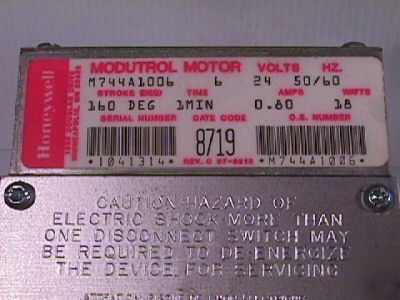 Honeywell
MODUTROL MOTOR VOLTS HZ.
M744A1006 6 24 50/60
STROKE (DEG) TIME AMPS WATTS
160 DEG 1MIN 0.80 18
SERIAL NUMBER DATE CODE O.S. NUMBER
8719
*1041314* *M744A1006*
CAUTION-HAZARD OF
ELECTRIC SHOCK-MORE THAN
ONE DISCONNECT SWITCH MAY
BE REQUIRED TO DE-ENERGIZE
THE DEVICE FOR SERVICING